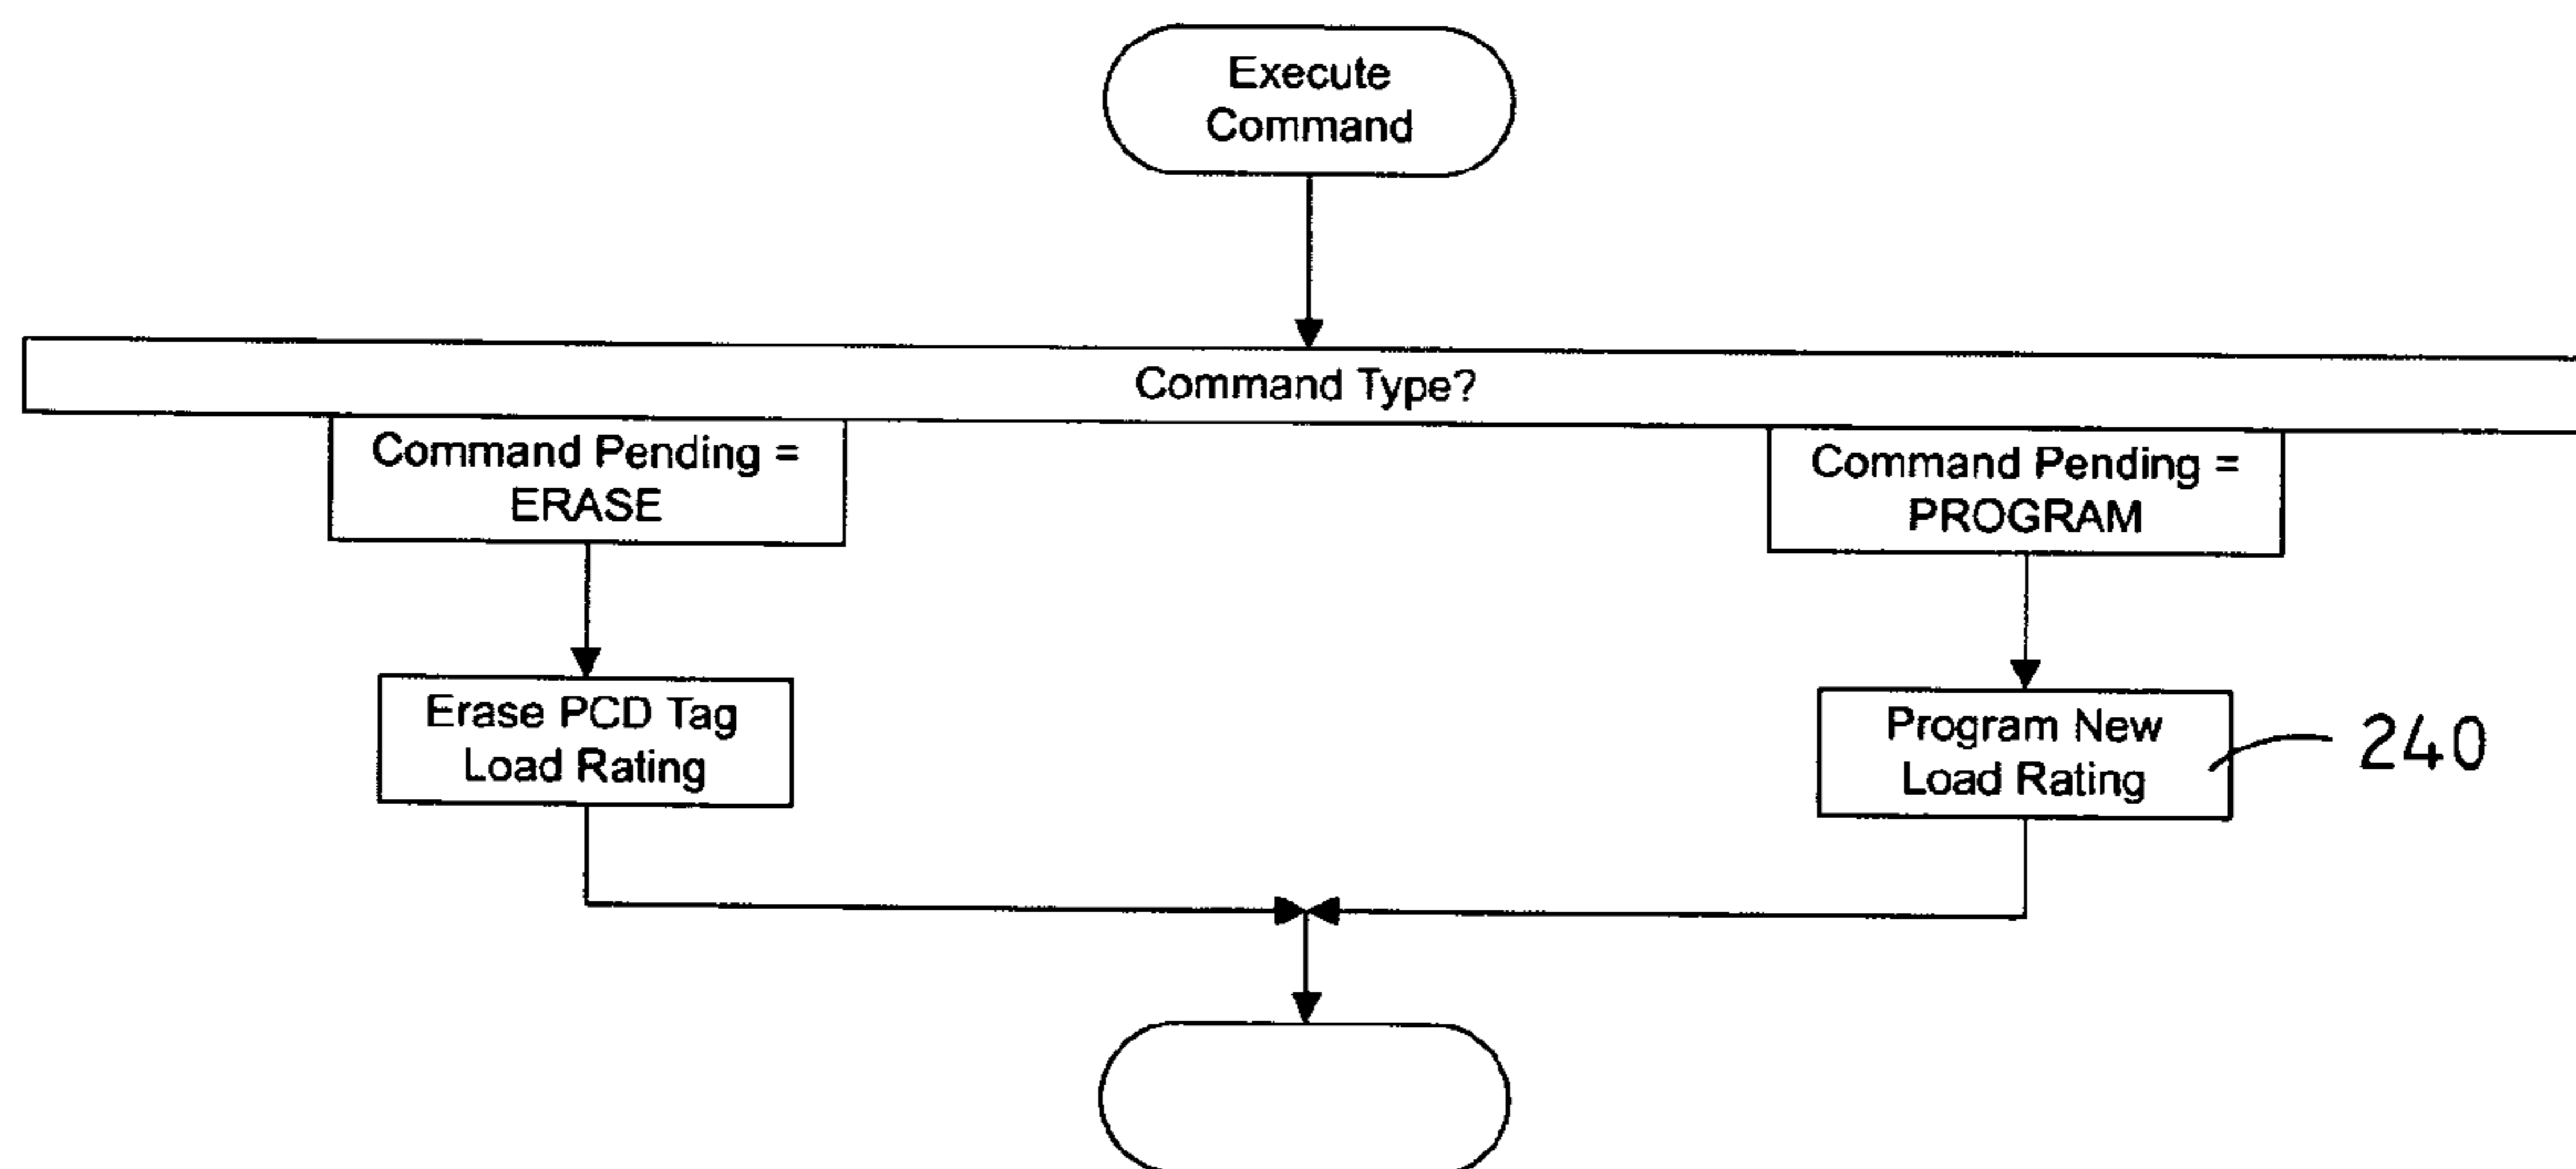 Execute
Command
Command Type?
Command Pending =
ERASE
Command Pending =
PROGRAM
Erase PCD Tag
Load Rating
Program New
Load Rating
240